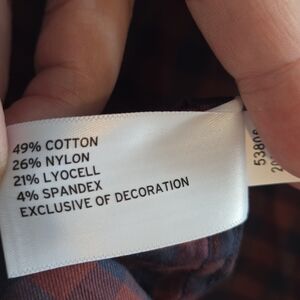 49% COTTON
26% NYLON
21% LYOCELL
4% SPANDEX
EXCLUSIVE OF DECORATION